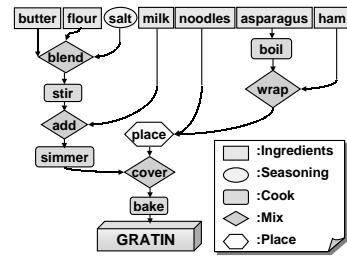 butter flour salt milk noodles asparagus ham
blend
boil
stir
wrap
add
place
simmer
cover
bake
GRATIN
:Ingredients
:Seasoning
:Cook
:Mix
:Place